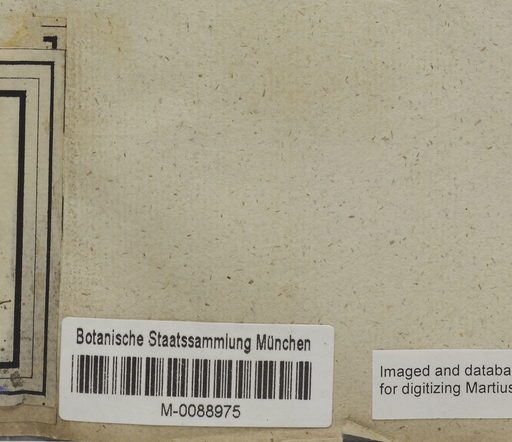 Botanische Staatssammlung München
M-0088975
Imaged and databa
for digitizing Martius